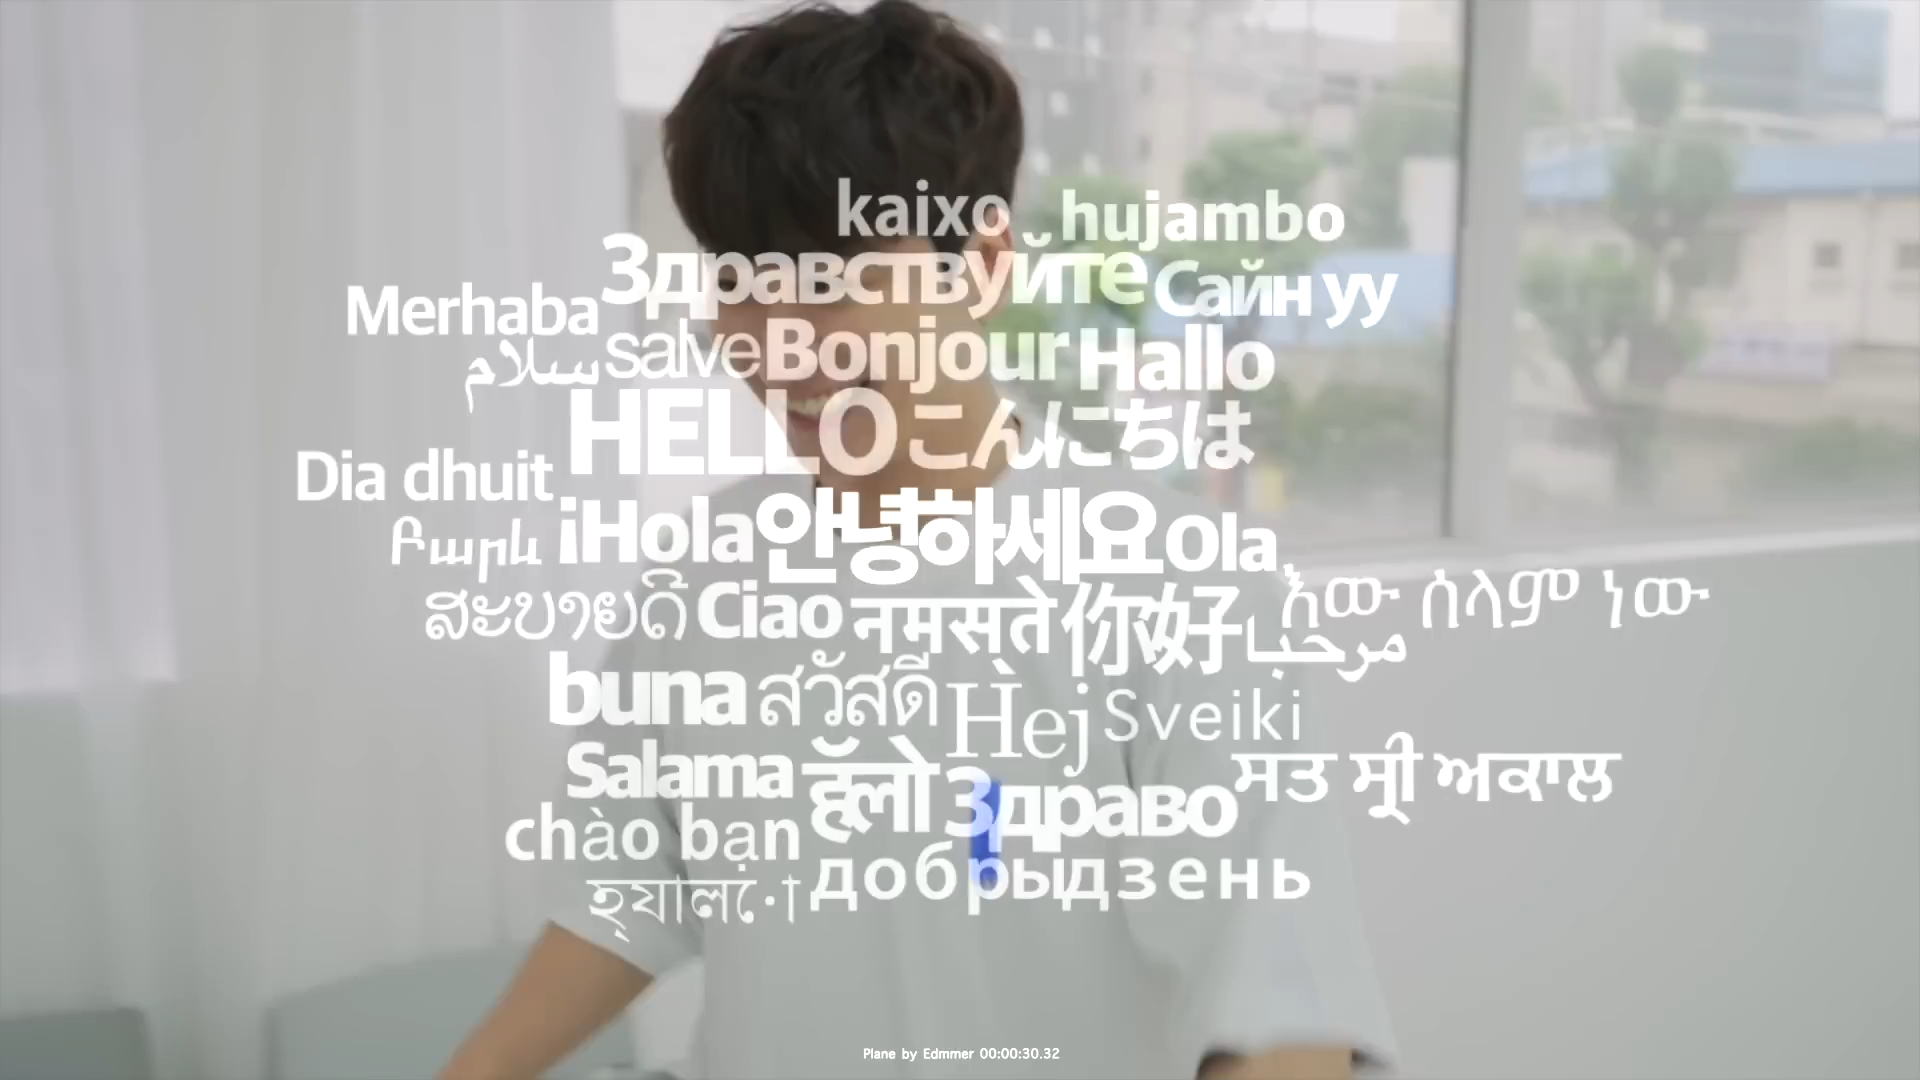 kaixo hujambo
Здравствуйте Сайн уу
Merhaba
سلام salve Bonjour Hallo
HELLO こんにちは
Dia dhuit
Բարև ¡Hola 안녕하세요 Ola,
ສະບາຍດີ Ciao नमस्ते 你好 እው ሰላም ነው
مرحبا
buna สวัสดี Hej Sveiki
Salama हॅलो Здраво ਸਤ ਸ੍ਰੀ ਅਕਾਲ
chào bạn
добрыдзень
Plane by Edmmer 00:00:30.32